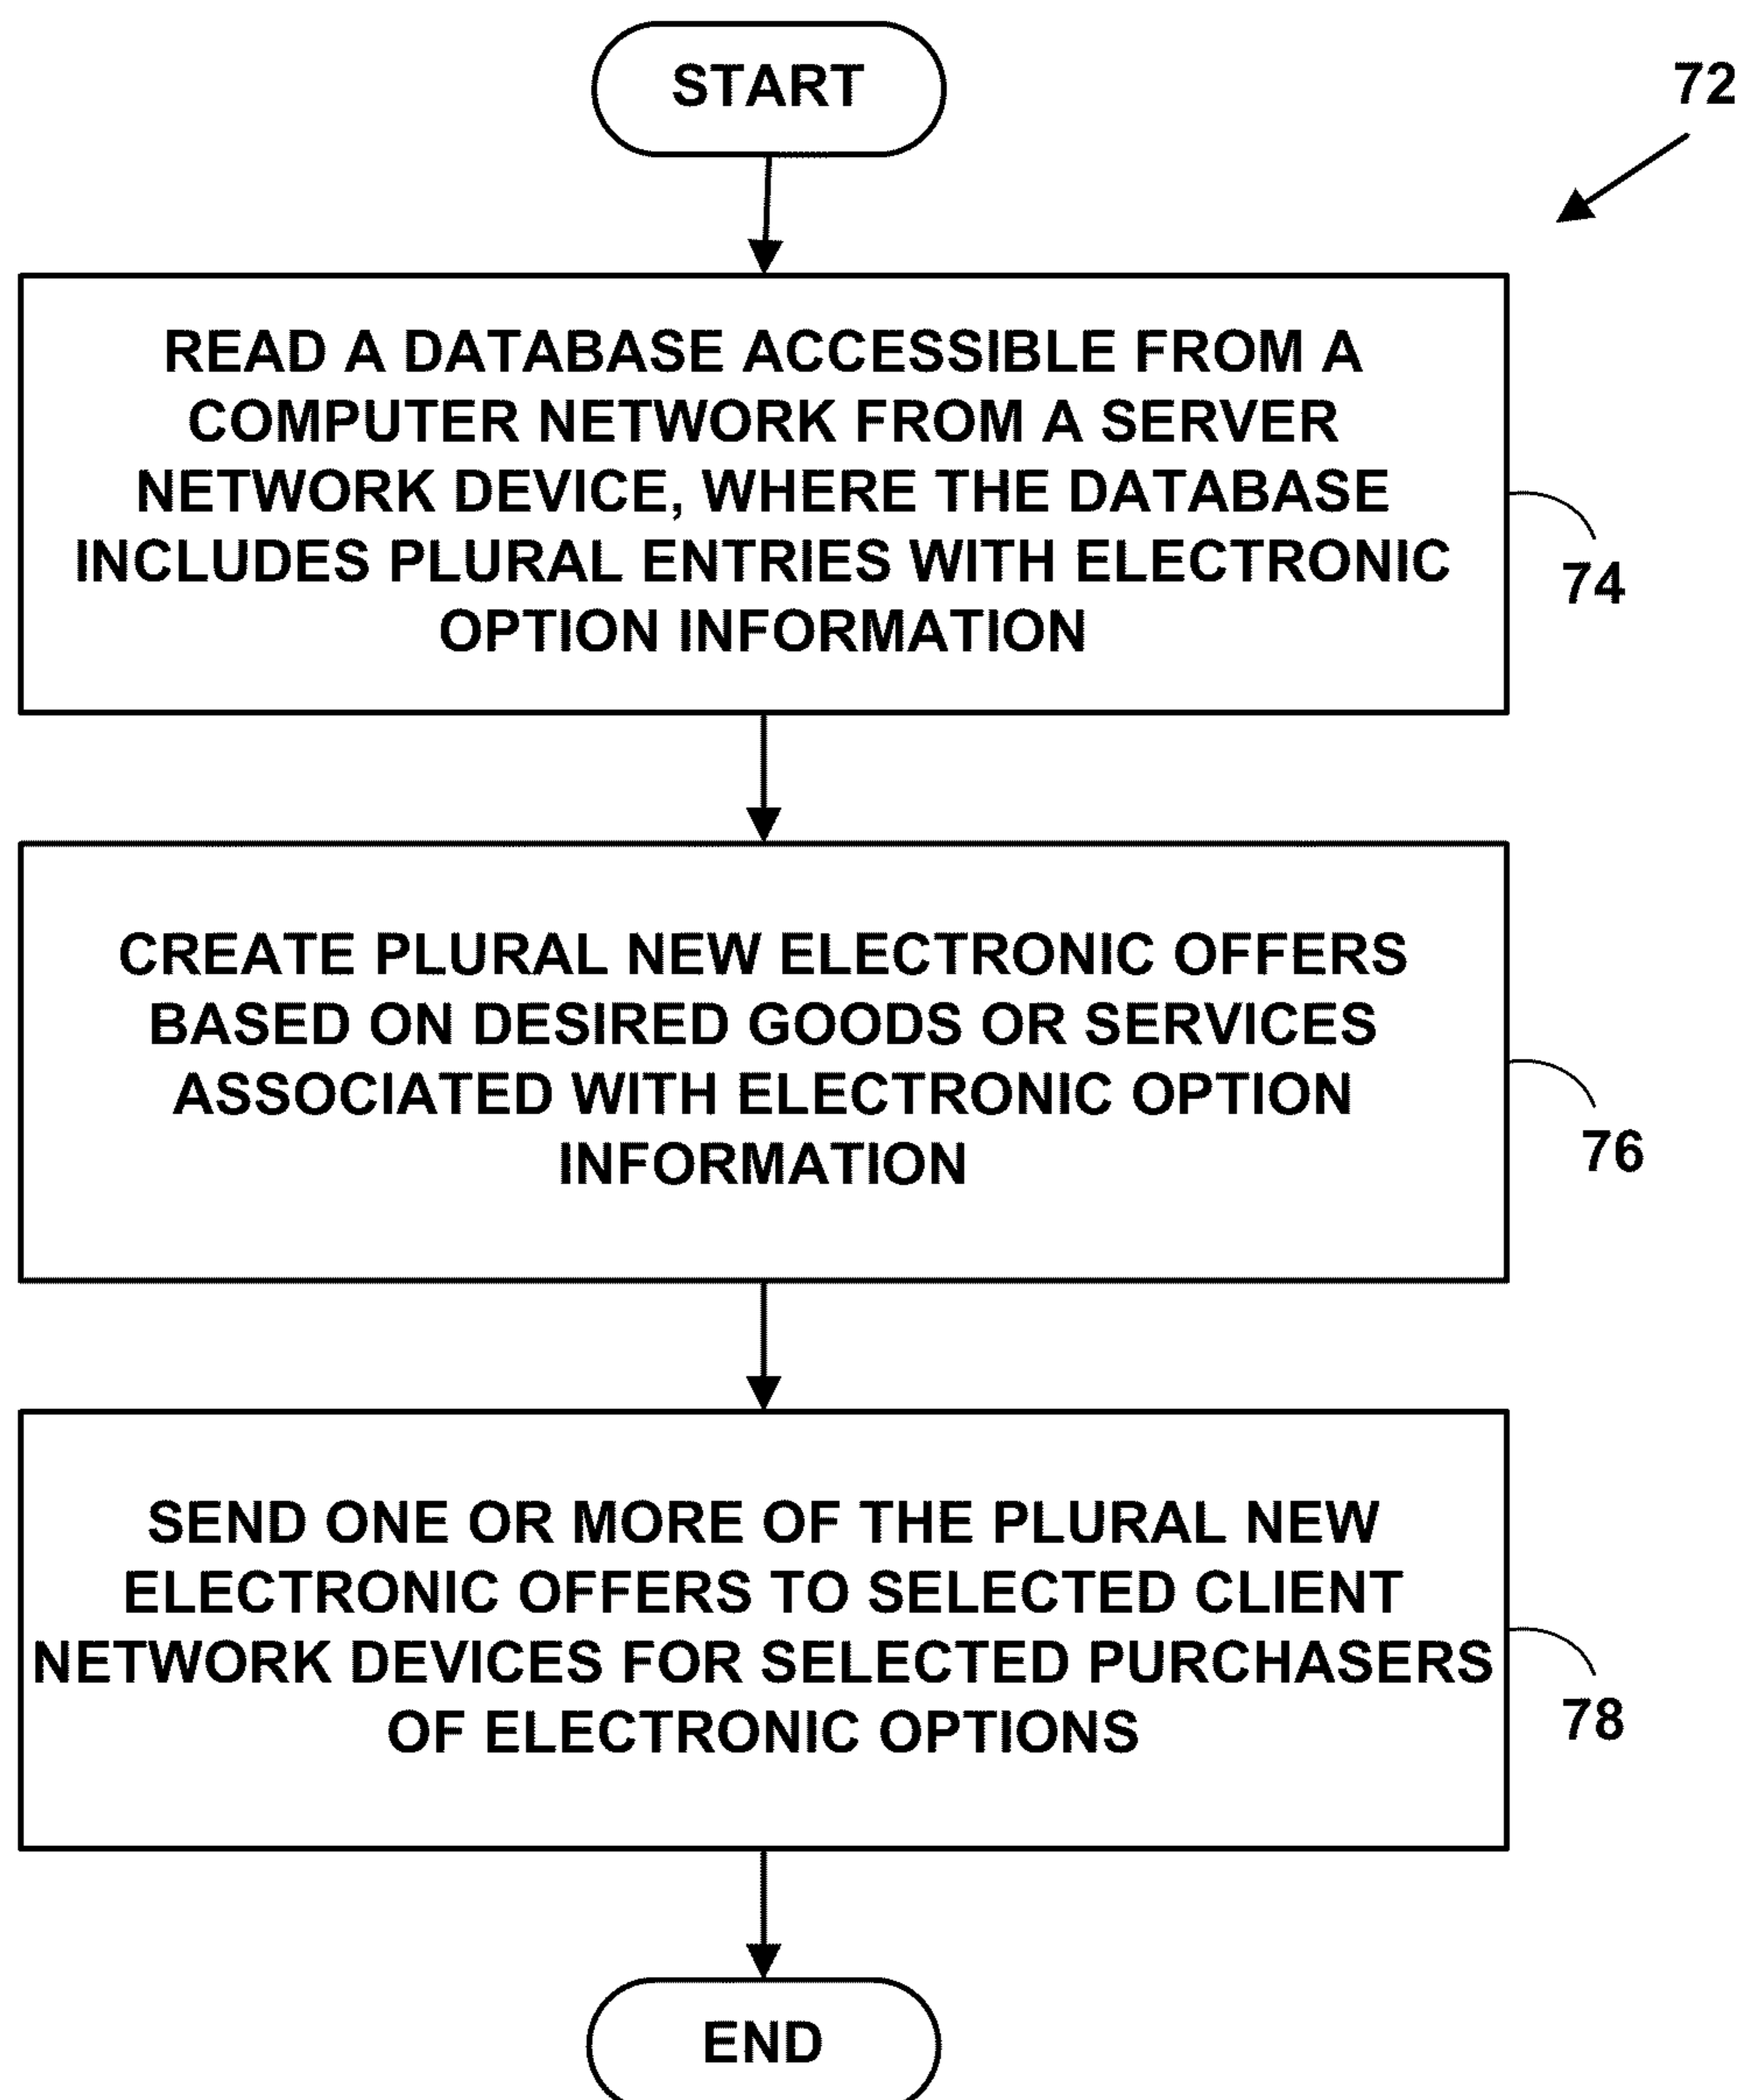 START
72
READ A DATABASE ACCESSIBLE FROM A
COMPUTER NETWORK FROM A SERVER
NETWORK DEVICE, WHERE THE DATABASE
INCLUDES PLURAL ENTRIES WITH ELECTRONIC
OPTION INFORMATION
74
CREATE PLURAL NEW ELECTRONIC OFFERS
BASED ON DESIRED GOODS OR SERVICES
ASSOCIATED WITH ELECTRONIC OPTION
INFORMATION
76
SEND ONE OR MORE OF THE PLURAL NEW
ELECTRONIC OFFERS TO SELECTED CLIENT
NETWORK DEVICES FOR SELECTED PURCHASERS
OF ELECTRONIC OPTIONS
78
END